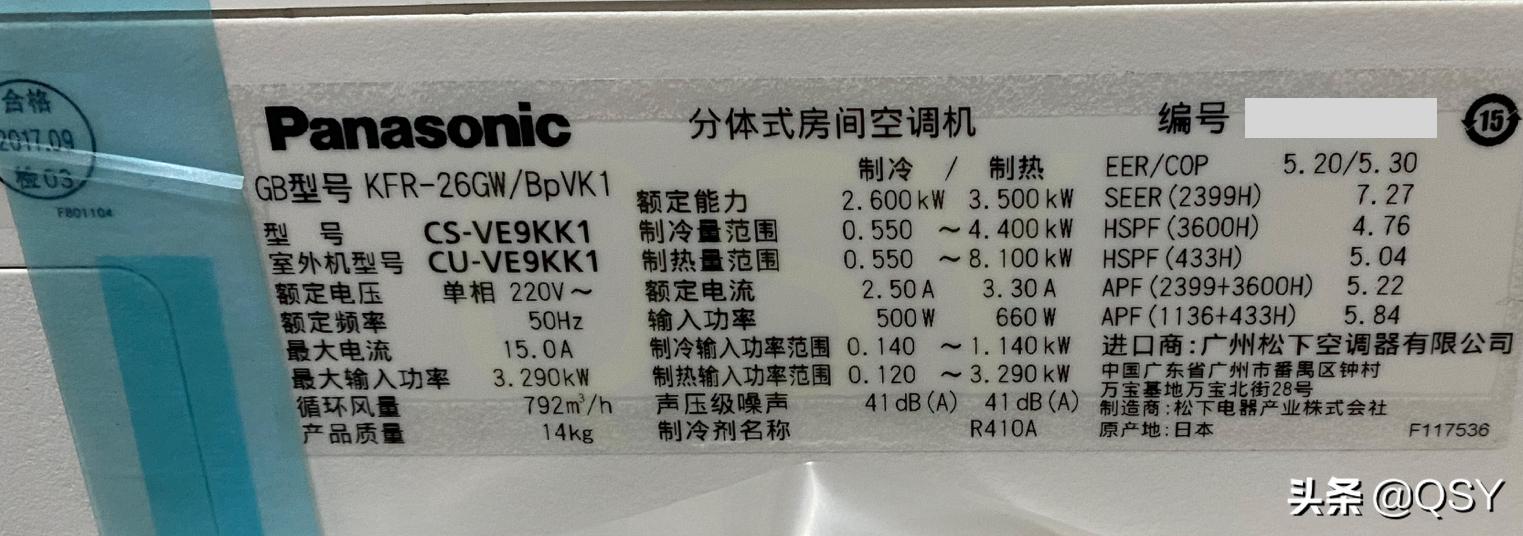 合格
2017.09
检03
F801104
Panasonic
分体式房间空调机
编号
15
GB型号 KFR-26GW/BpVK1
型 号 CS-VE9KK1
室外机型号 CU-VE9KK1
额定电压 单相 220V～
额定频率 50Hz
最大电流 15.0A
最大输入功率 3.290kW
循环风量 792m³/h
产品质量 14kg
制冷 / 制热
额定能力 2.600kW 3.500kW
制冷量范围 0.550 ～4.400kW
制热量范围 0.550 ～8.100kW
额定电流 2.50A 3.30A
输入功率 500W 660W
制冷输入功率范围 0.140 ～1.140kW
制热输入功率范围 0.120 ～3.290kW
声压级噪声 41dB(A) 41dB(A)
制冷剂名称 R410A
EER/COP 5.20/5.30
SEER(2399H) 7.27
HSPF(3600H) 4.76
HSPF(433H) 5.04
APF(2399+3600H) 5.22
APF(1136+433H) 5.84
进口商:广州松下空调器有限公司
中国广东省广州市番禺区钟村
万宝基地万宝北街28号
制造商:松下电器产业株式会社
原产地:日本
F117536
头条 @QSY